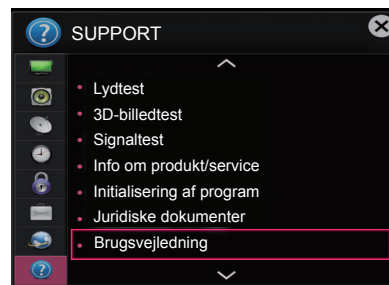 SUPPORT
Lydtest
3D-billedtest
Signaltest
Info om produkt/service
Initialisering af program
Juridiske dokumenter
Brugsvejledning